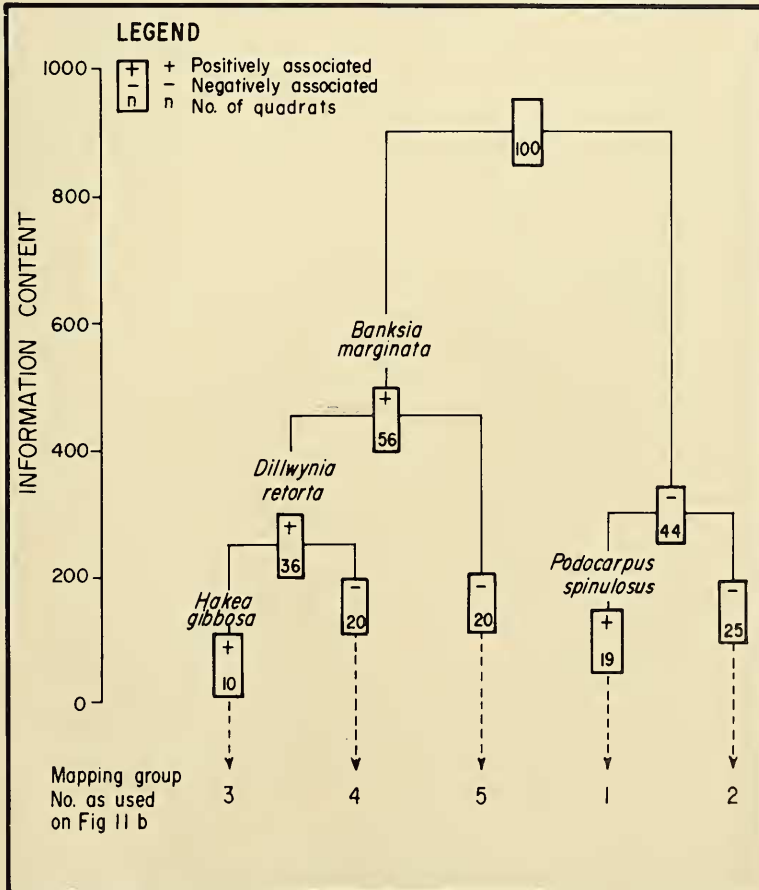 LEGEND
+ + Positively associated
− − Negatively associated
n n No. of quadrats
INFORMATION CONTENT
1000
800
600
400
200
0
100
Banksia
marginata
+
56
Dillwynia
retorta
+
36
−
44
Hakea
gibbosa
+
10
−
20
−
20
Podocarpus
spinulosus
+
19
−
25
Mapping group
No. as used
on Fig 11 b
3 4 5 1 2